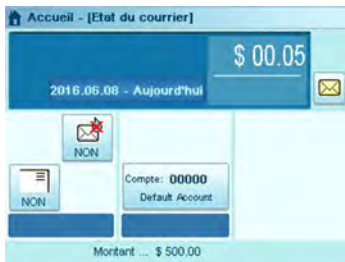 Accueil - [Etat du courrier]
$ 00.05
2016.06.08 - Aujourd'hui
NON
NON
Compte: 00000
Default Account
Montant ... $ 500.00